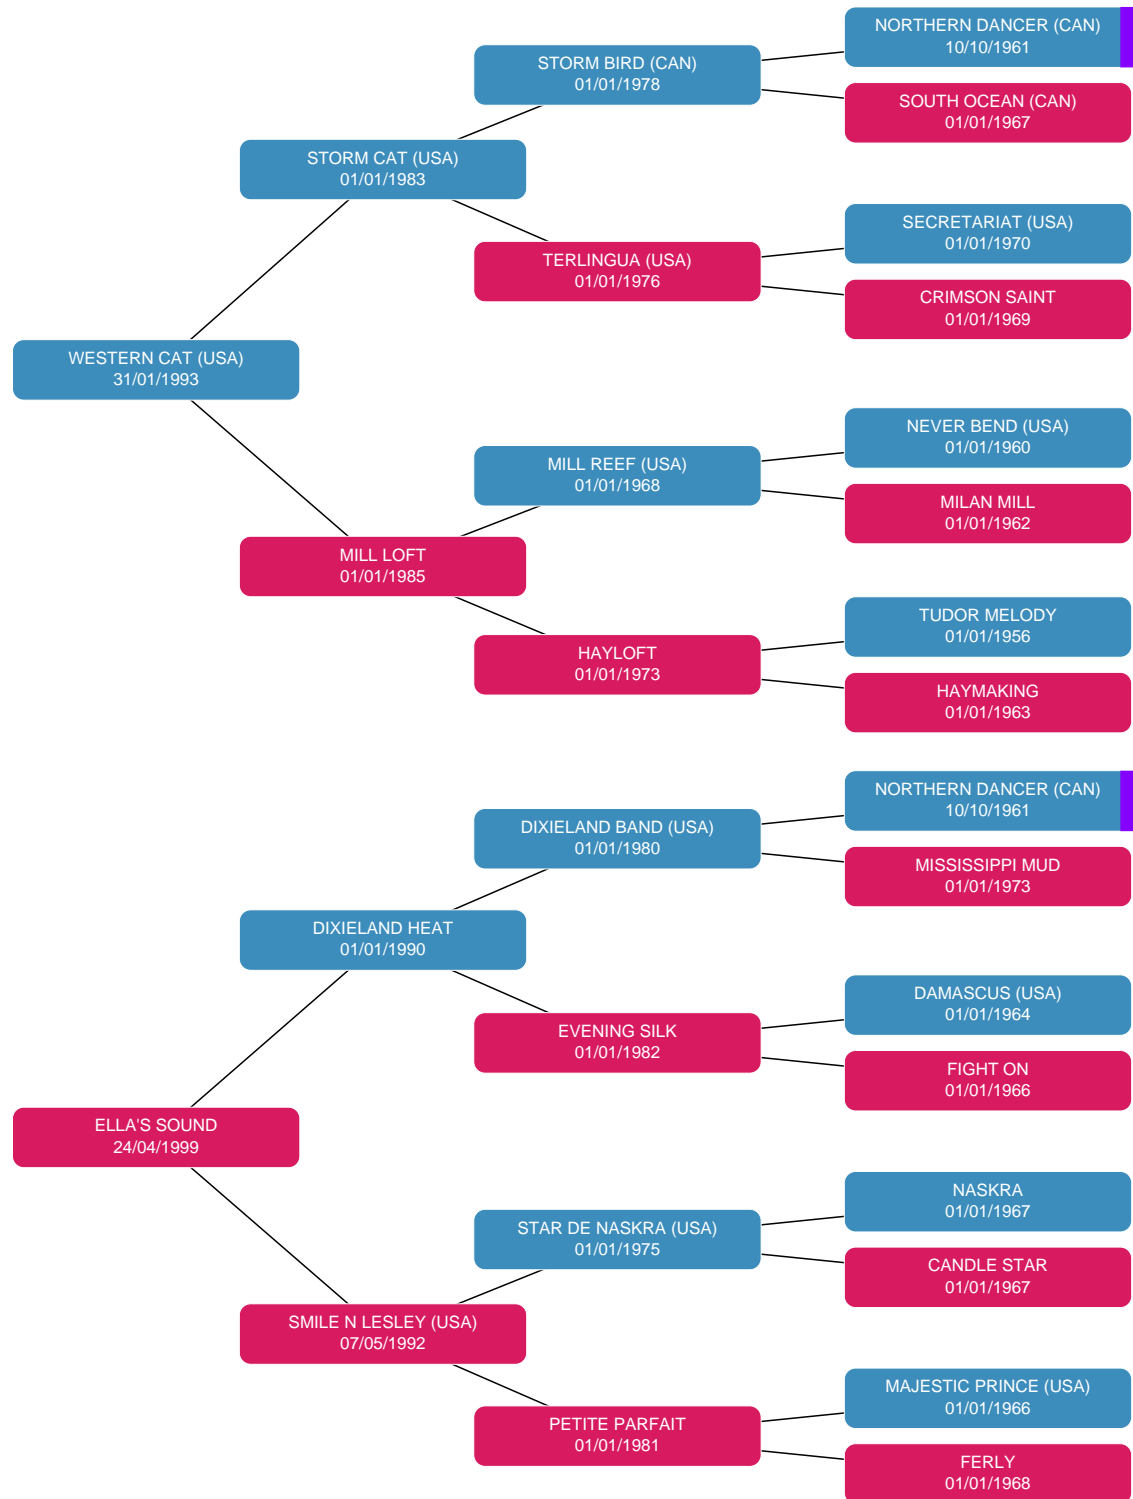 NORTHERN DANCER (CAN)
10/10/1961
STORM BIRD (CAN)
01/01/1978
SOUTH OCEAN (CAN)
01/01/1967
STORM CAT (USA)
01/01/1983
SECRETARIAT (USA)
01/01/1970
TERLINGUA (USA)
01/01/1976
CRIMSON SAINT
01/01/1969
WESTERN CAT (USA)
31/01/1993
NEVER BEND (USA)
01/01/1960
MILL REEF (USA)
01/01/1968
MILAN MILL
01/01/1962
MILL LOFT
01/01/1985
TUDOR MELODY
01/01/1956
HAYLOFT
01/01/1973
HAYMAKING
01/01/1963
NORTHERN DANCER (CAN)
10/10/1961
DIXIELAND BAND (USA)
01/01/1980
MISSISSIPPI MUD
01/01/1973
DIXIELAND HEAT
01/01/1990
DAMASCUS (USA)
01/01/1964
EVENING SILK
01/01/1982
FIGHT ON
01/01/1966
ELLA'S SOUND
24/04/1999
NASKRA
01/01/1967
STAR DE NASKRA (USA)
01/01/1975
CANDLE STAR
01/01/1967
SMILE N LESLEY (USA)
07/05/1992
MAJESTIC PRINCE (USA)
01/01/1966
PETITE PARFAIT
01/01/1981
FERLY
01/01/1968